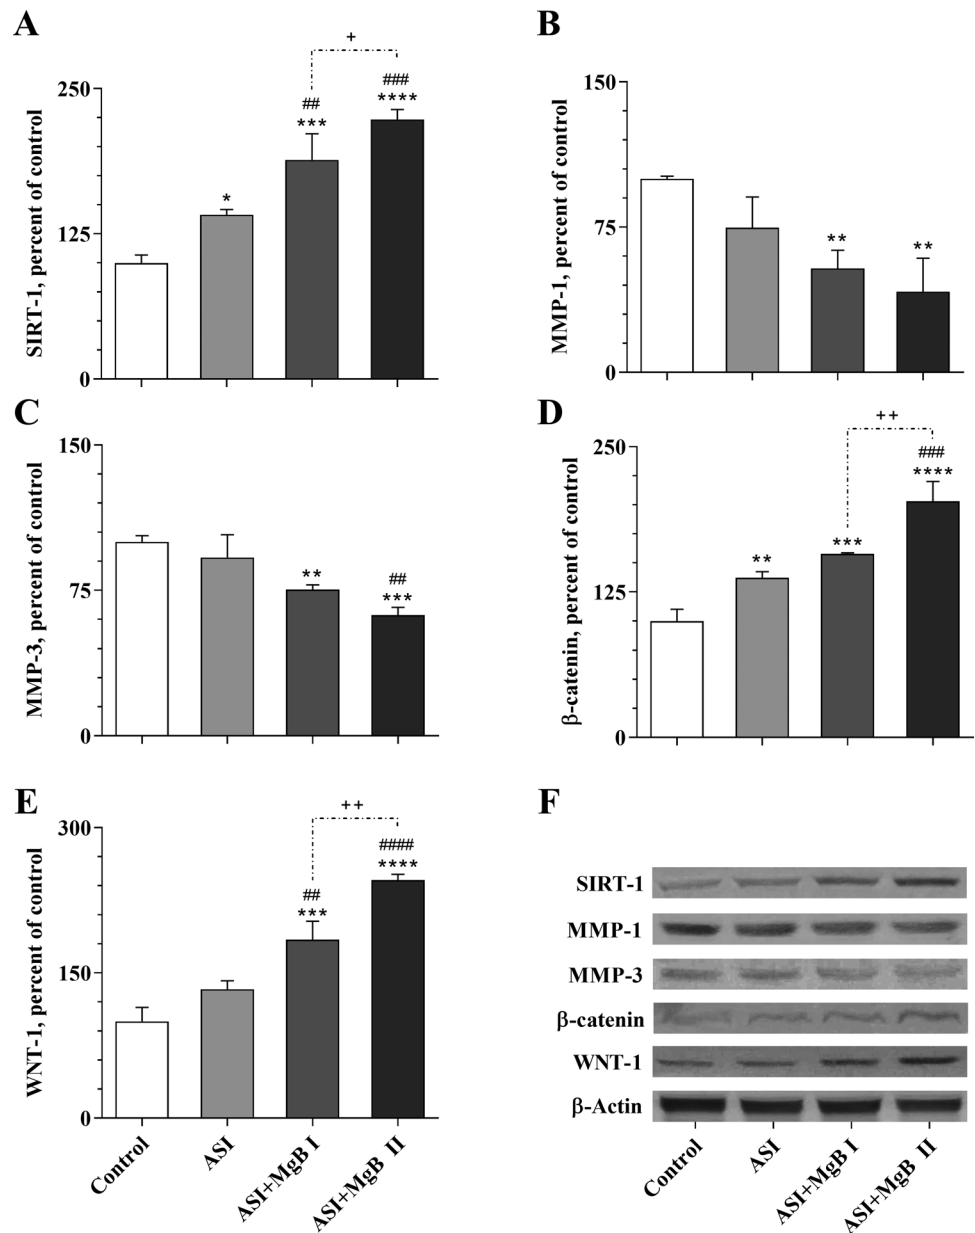 A
SIRT-1, percent of control
250
125
0
*
##
***
+
###
****
B
MMP-1, percent of control
150
75
0
**
**
C
MMP-3, percent of control
150
75
0
**
##
***
D
β-catenin, percent of control
250
125
0
**
***
++
###
****
E
WNT-1, percent of control
300
150
0
##
***
++
####
****
Control
ASI
ASI+MgB I
ASI+MgB II
F
SIRT-1
MMP-1
MMP-3
β-catenin
WNT-1
β-Actin
Control
ASI
ASI+MgB I
ASI+MgB II